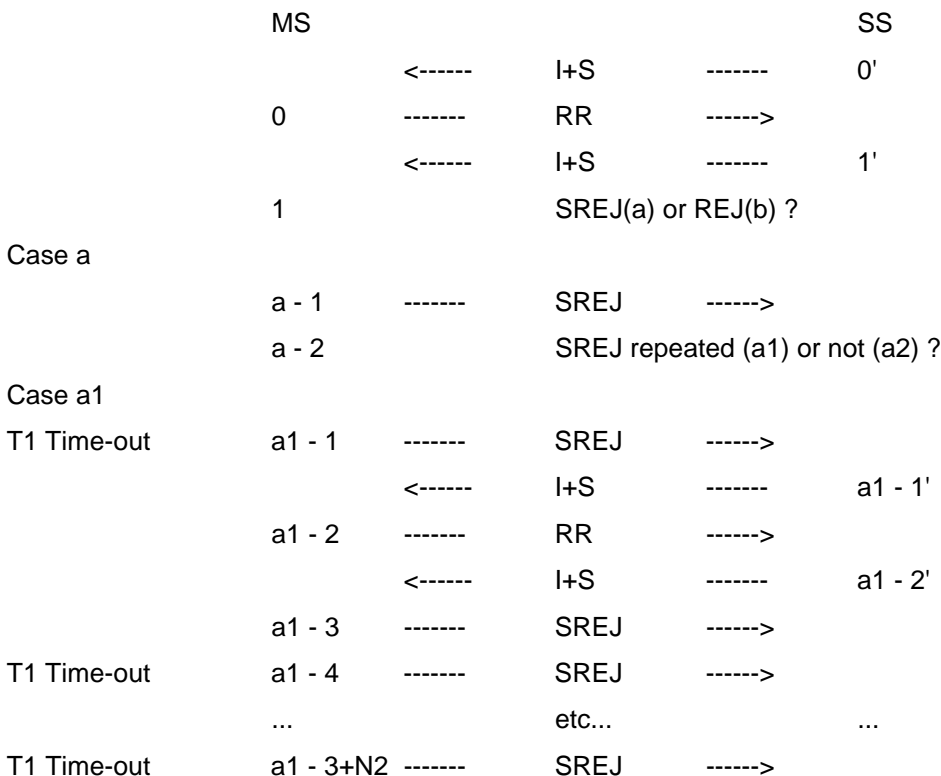 MS SS
<------ I+S ------- 0'
0 ------- RR ------>
<------ I+S ------- 1'
1 SREJ(a) or REJ(b) ?
Case a
a - 1 ------- SREJ ------>
a - 2 SREJ repeated (a1) or not (a2) ?
Case a1
T1 Time-out a1 - 1 ------- SREJ ------>
<------ I+S ------- a1 - 1'
a1 - 2 ------- RR ------>
<------ I+S ------- a1 - 2'
a1 - 3 ------- SREJ ------>
T1 Time-out a1 - 4 ------- SREJ ------>
... etc... ...
T1 Time-out a1 - 3+N2 ------- SREJ ------>